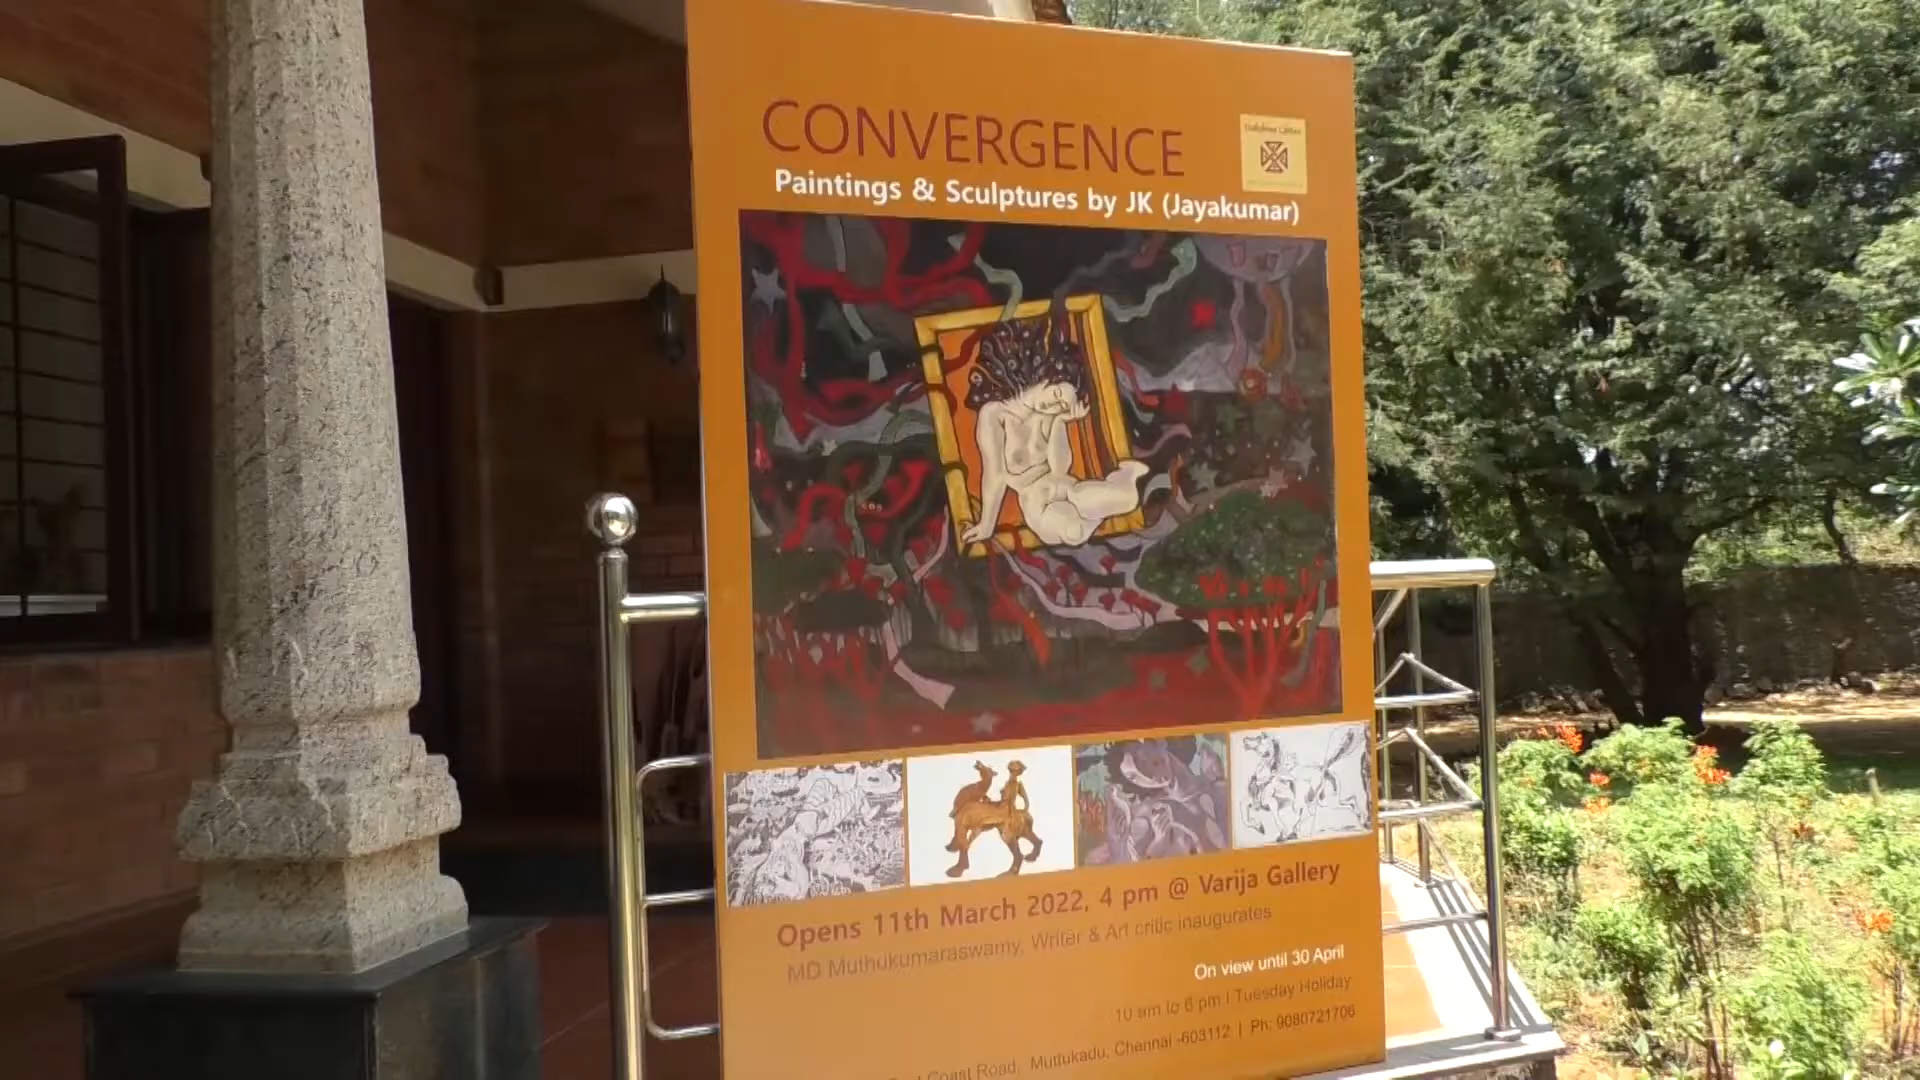 CONVERGENCE
Paintings & Sculptures by JK (Jayakumar)
Opens 11th March 2022, 4 pm @ Varija Gallery
MD Muthukumaraswamy, Writer & Art critic inaugurates
On view until 30 April
10 am to 6 pm | Tuesday Holiday
Coast Road, Muttukadu, Chennai -603112 | Ph: 9080721706